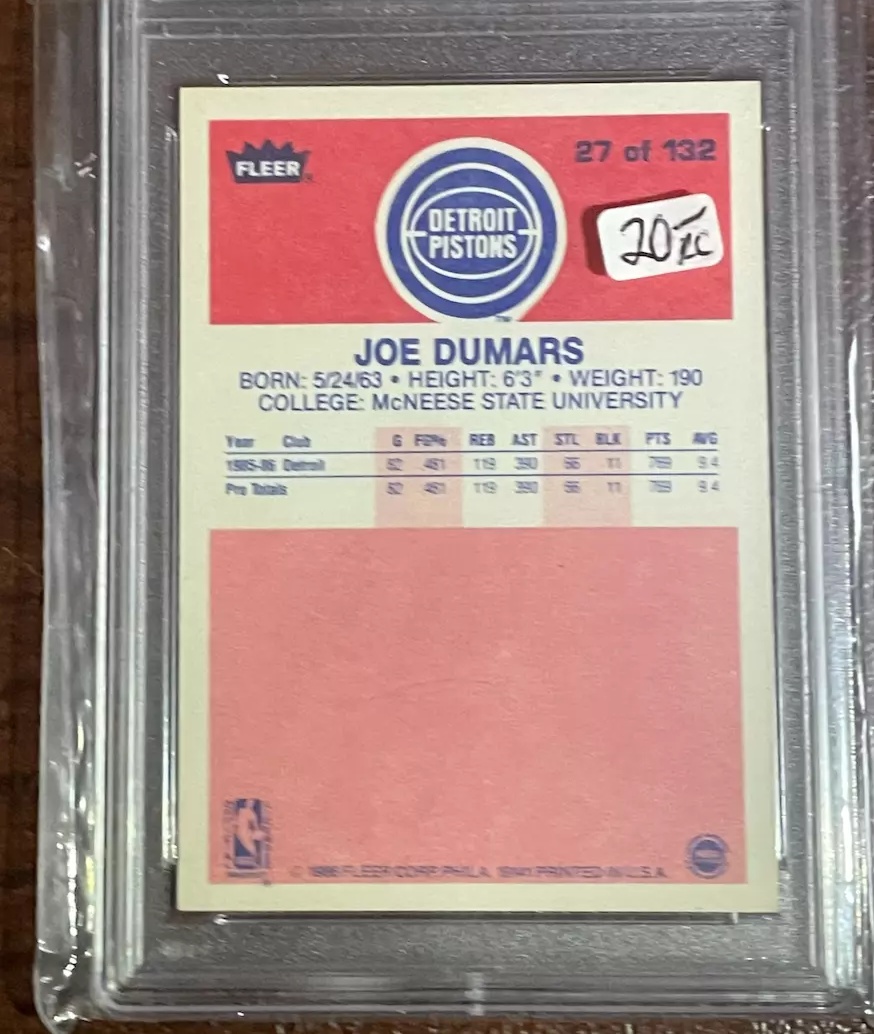 FLEER
27 of 132
DETROIT
PISTONS
20- RC
TM
JOE DUMARS
BORN: 5/24/63 • HEIGHT: 6'3" • WEIGHT: 190
COLLEGE: McNEESE STATE UNIVERSITY
Year Club G FG% REB AST STL BLK PTS AVG
1985-86 Detroit 82 .481 119 390 66 11 769 9.4
Pro Totals 82 .481 119 390 66 11 769 9.4
© 1986 FLEER CORP. PHILA. 19141 PRINTED IN U.S.A.